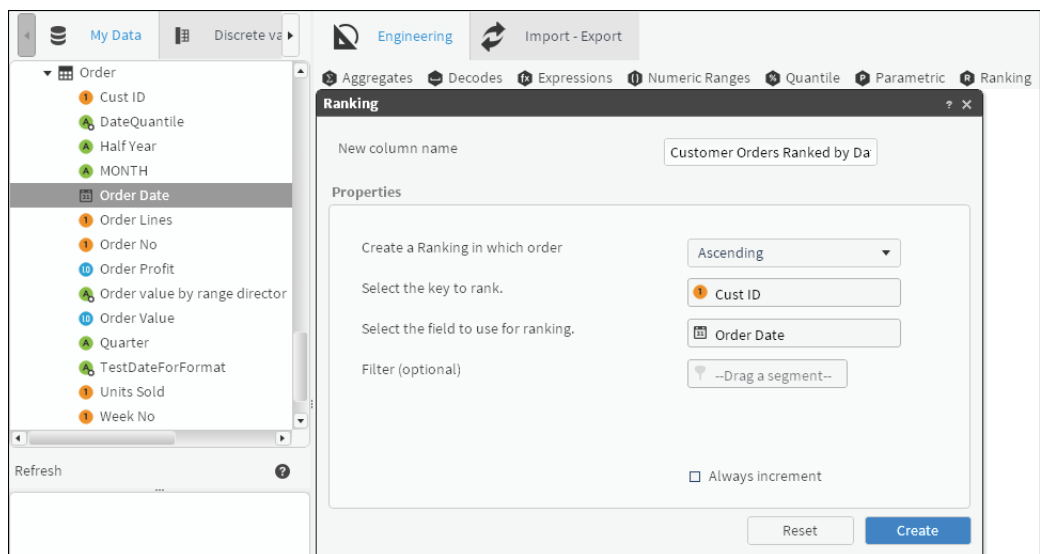 My Data
Discrete va
Engineering
Import - Export
Order
Cust ID
DateQuantile
Half Year
MONTH
Order Date
Order Lines
Order No
Order Profit
Order value by range director
Order Value
Quarter
TestDateForFormat
Units Sold
Week No
Refresh
Aggregates Decodes Expressions Numeric Ranges Quantile Parametric Ranking
Ranking
New column name
Customer Orders Ranked by Da
Properties
Create a Ranking in which order
Ascending
Select the key to rank.
Cust ID
Select the field to use for ranking.
Order Date
Filter (optional)
--Drag a segment--
Always increment
Reset
Create